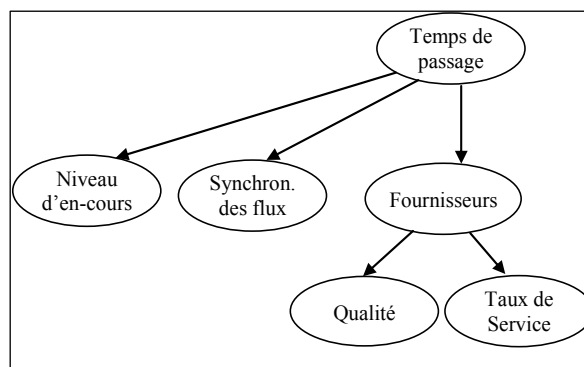 Temps de
passage
Niveau
d'en-cours
Synchron.
des flux
Fournisseurs
Qualité
Taux de
Service